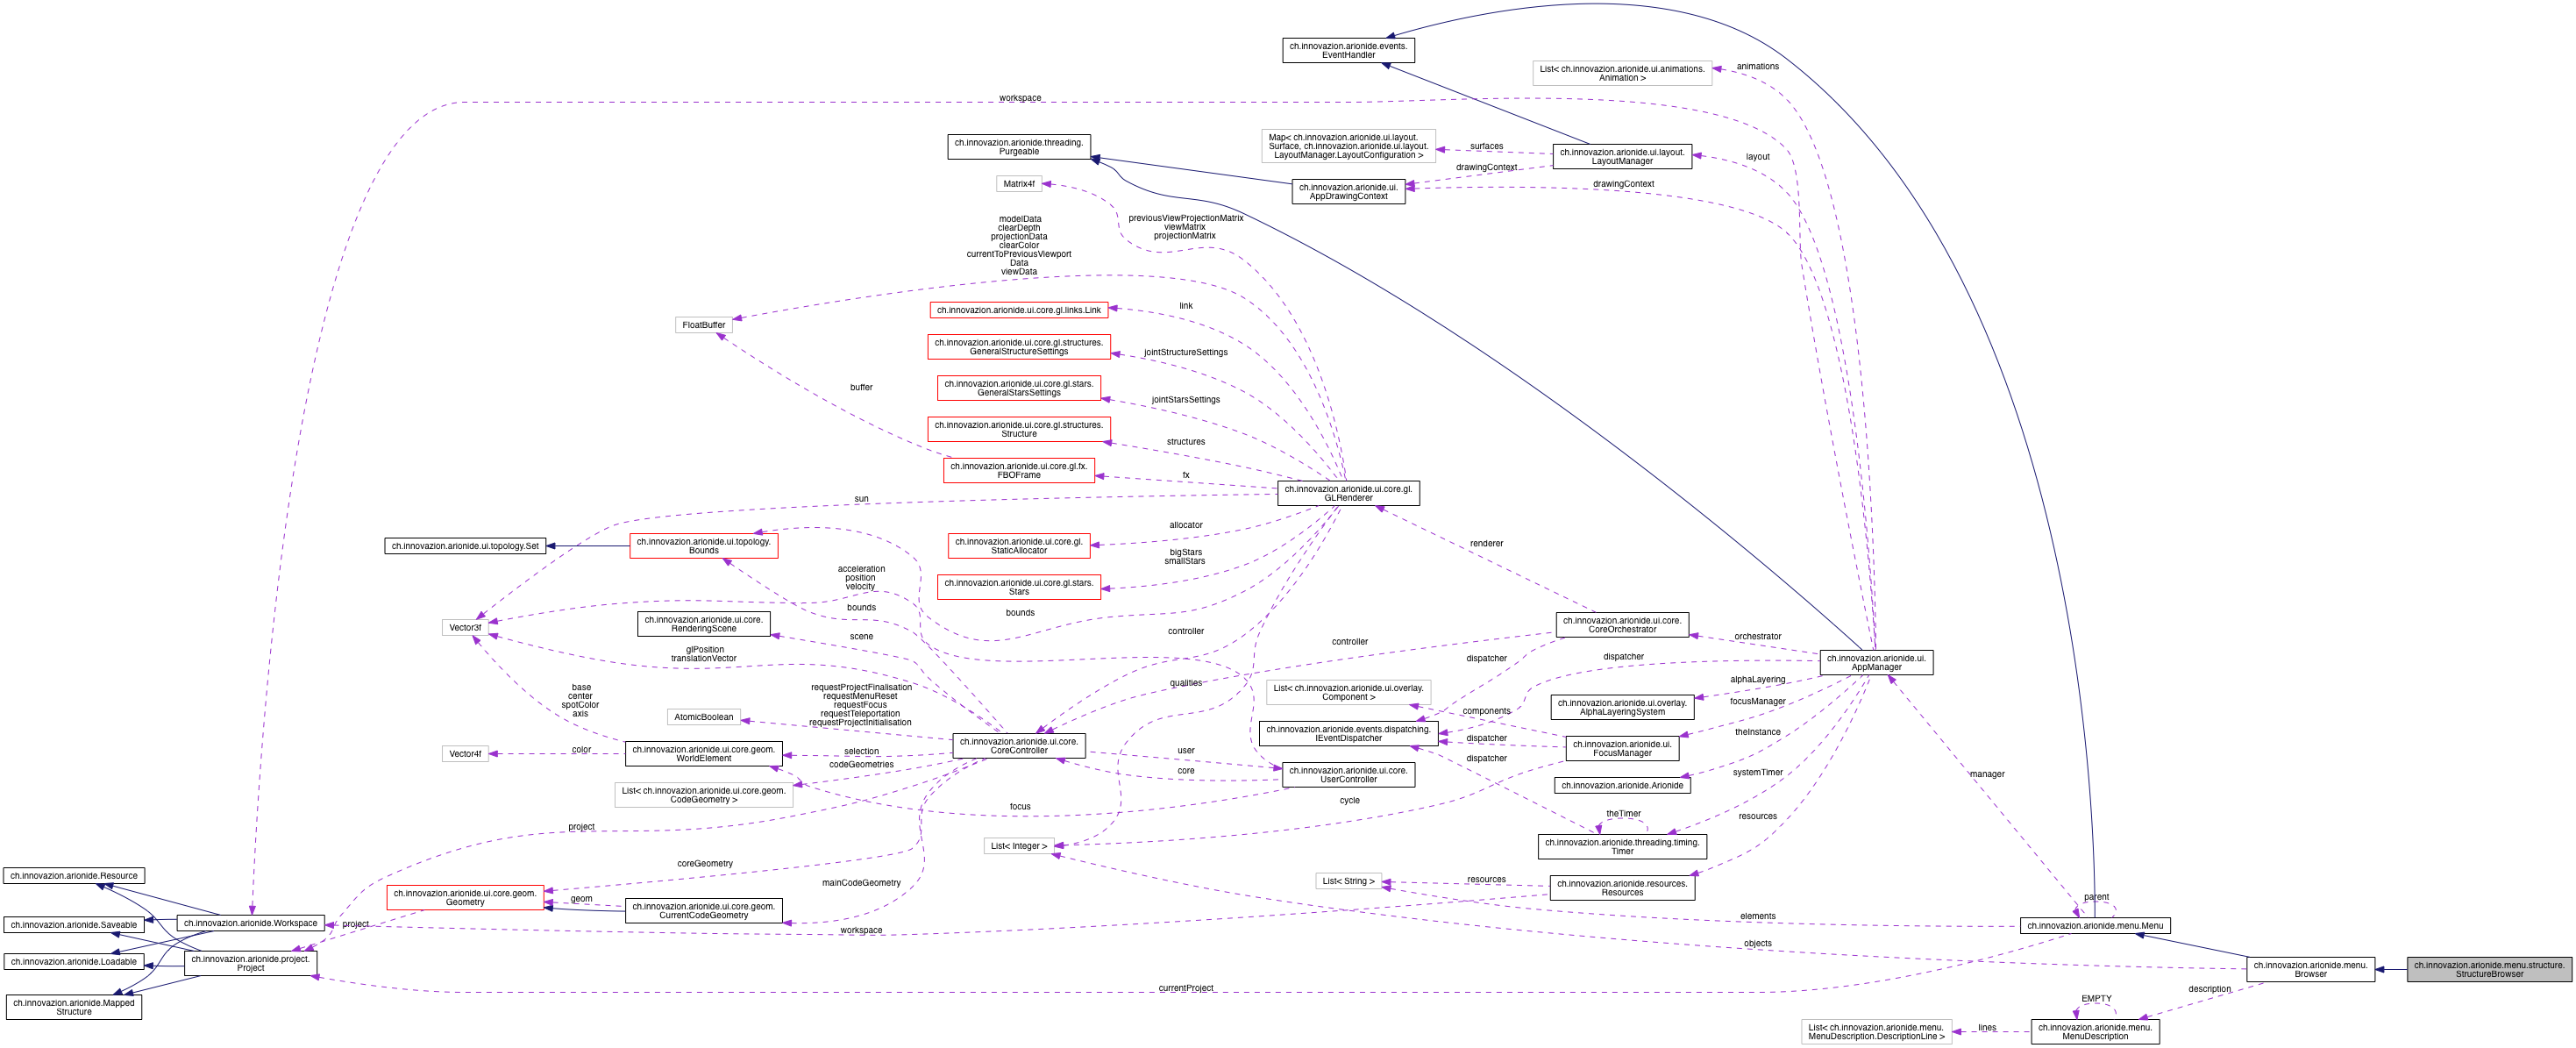 ch.innovazion.arionide.events.
EventHandler
List< ch.innovazion.arionide.ui.animations.
Animation >
animations
workspace
Map< ch.innovazion.arionide.ui.layout.
Surface, ch.innovazion.arionide.ui.layout.
LayoutManager.LayoutConfiguration >
surfaces
ch.innovazion.arionide.ui.layout.
LayoutManager
layout
ch.innovazion.arionide.threading.
Purgeable
drawingContext
Matrix4f
ch.innovazion.arionide.ui.
AppDrawingContext
drawingContext
previousViewProjectionMatrix
viewMatrix
projectionMatrix
modelData
clearDepth
projectionData
clearColor
currentToPreviousViewport
Data
viewData
link
ch.innovazion.arionide.ui.core.gl.links.Link
FloatBuffer
ch.innovazion.arionide.ui.core.gl.structures.
GeneralStructureSettings
jointStructureSettings
buffer
ch.innovazion.arionide.ui.core.gl.stars.
GeneralStarsSettings
jointStarsSettings
ch.innovazion.arionide.ui.core.gl.structures.
Structure
structures
ch.innovazion.arionide.ui.core.gl.fx.
FBOFrame
fx
ch.innovazion.arionide.ui.core.gl.
GLRenderer
sun
allocator
ch.innovazion.arionide.ui.topology.Set
ch.innovazion.arionide.ui.topology.
Bounds
ch.innovazion.arionide.ui.core.gl.
StaticAllocator
renderer
bigStars
smallStars
acceleration
position
velocity
ch.innovazion.arionide.ui.core.gl.stars.
Stars
bounds
bounds
Vector3f
ch.innovazion.arionide.ui.core.
RenderingScene
scene
controller
controller
ch.innovazion.arionide.ui.core.
CoreOrchestrator
orchestrator
glPosition
translationVector
dispatcher
dispatcher
ch.innovazion.arionide.ui.
AppManager
base
center
spotColor
axis
requestProjectFinalisation
requestMenuReset
requestFocus
requestTeleportation
requestProjectInitialisation
qualities
List< ch.innovazion.arionide.ui.overlay.
Component >
alphaLayering
ch.innovazion.arionide.ui.overlay.
AlphaLayeringSystem
focusManager
AtomicBoolean
components
ch.innovazion.arionide.events.dispatching.
IEventDispatcher
theInstance
Vector4f
color
ch.innovazion.arionide.ui.core.geom.
WorldElement
selection
ch.innovazion.arionide.ui.core.
CoreController
user
dispatcher
ch.innovazion.arionide.ui.
FocusManager
codeGeometries
core
ch.innovazion.arionide.ui.core.
UserController
dispatcher
systemTimer
manager
List< ch.innovazion.arionide.ui.core.geom.
CodeGeometry >
ch.innovazion.arionide.Arionide
focus
cycle
theTimer
resources
project
List< Integer >
ch.innovazion.arionide.threading.timing.
Timer
coreGeometry
ch.innovazion.arionide.Resource
mainCodeGeometry
List< String >
resources
ch.innovazion.arionide.resources.
Resources
ch.innovazion.arionide.ui.core.geom.
Geometry
geom
parent
ch.innovazion.arionide.ui.core.geom.
CurrentCodeGeometry
elements
ch.innovazion.arionide.Saveable
ch.innovazion.arionide.Workspace
project
workspace
ch.innovazion.arionide.menu.Menu
objects
ch.innovazion.arionide.Loadable
ch.innovazion.arionide.project.
Project
ch.innovazion.arionide.menu.
Browser
ch.innovazion.arionide.menu.structure.
StructureBrowser
currentProject
description
ch.innovazion.arionide.Mapped
Structure
EMPTY
List< ch.innovazion.arionide.menu.
MenuDescription.DescriptionLine >
lines
ch.innovazion.arionide.menu.
MenuDescription